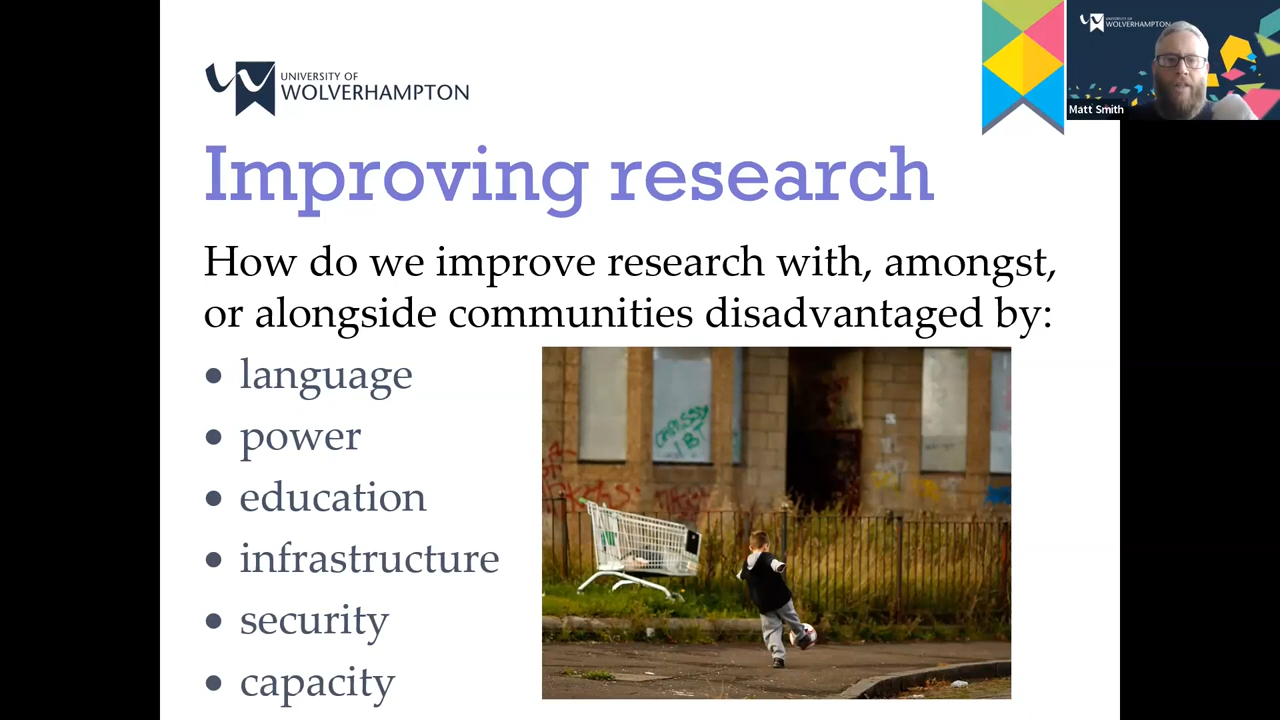 UNIVERSITY OF
WOLVERHAMPTON
UNIVERSITY OF
WOLVERHAMPTON
Matt Smith
Improving research
How do we improve research with, amongst,
or alongside communities disadvantaged by:
• language
• power
• education
• infrastructure
• security
• capacity